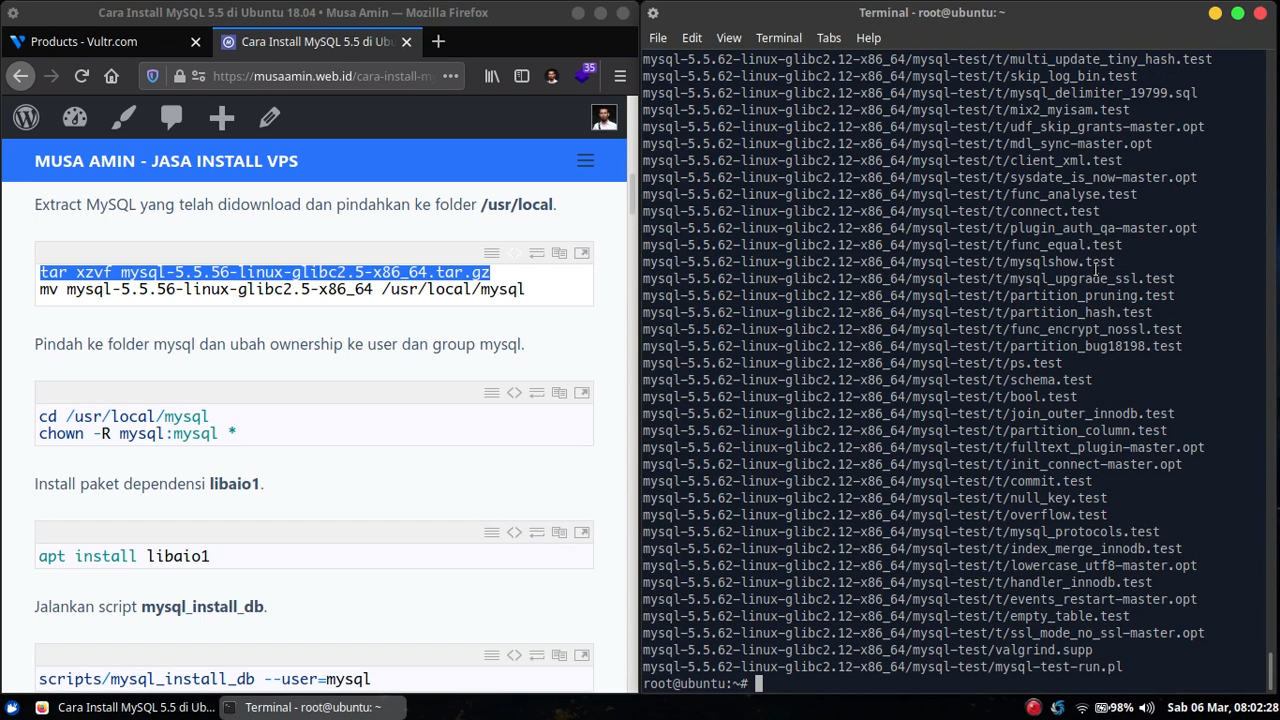 Cara Install MySQL 5.5 di Ubuntu 18.04 • Musa Amin — Mozilla Firefox
Products - Vultr.com
Cara Install MySQL 5.5 di Ub
https://musaamin.web.id/cara-install-m
35
MUSA AMIN - JASA INSTALL VPS
Extract MySQL yang telah didownload dan pindahkan ke folder /usr/local.
tar xzvf mysql-5.5.56-linux-glibc2.5-x86_64.tar.gz
mv mysql-5.5.56-linux-glibc2.5-x86_64 /usr/local/mysql
Pindah ke folder mysql dan ubah ownership ke user dan group mysql.
cd /usr/local/mysql
chown -R mysql:mysql *
Install paket dependensi libaio1.
apt install libaio1
Jalankan script mysql_install_db.
scripts/mysql_install_db --user=mysql
Terminal - root@ubuntu: ~
File Edit View Terminal Tabs Help
mysql-5.5.62-linux-glibc2.12-x86_64/mysql-test/t/multi_update_tiny_hash.test
mysql-5.5.62-linux-glibc2.12-x86_64/mysql-test/t/skip_log_bin.test
mysql-5.5.62-linux-glibc2.12-x86_64/mysql-test/t/mysql_delimiter_19799.sql
mysql-5.5.62-linux-glibc2.12-x86_64/mysql-test/t/mix2_myisam.test
mysql-5.5.62-linux-glibc2.12-x86_64/mysql-test/t/udf_skip_grants-master.opt
mysql-5.5.62-linux-glibc2.12-x86_64/mysql-test/t/mdl_sync-master.opt
mysql-5.5.62-linux-glibc2.12-x86_64/mysql-test/t/client_xml.test
mysql-5.5.62-linux-glibc2.12-x86_64/mysql-test/t/sysdate_is_now-master.opt
mysql-5.5.62-linux-glibc2.12-x86_64/mysql-test/t/func_analyse.test
mysql-5.5.62-linux-glibc2.12-x86_64/mysql-test/t/connect.test
mysql-5.5.62-linux-glibc2.12-x86_64/mysql-test/t/plugin_auth_qa-master.opt
mysql-5.5.62-linux-glibc2.12-x86_64/mysql-test/t/func_equal.test
mysql-5.5.62-linux-glibc2.12-x86_64/mysql-test/t/mysqlshow.test
mysql-5.5.62-linux-glibc2.12-x86_64/mysql-test/t/mysql_upgrade_ssl.test
mysql-5.5.62-linux-glibc2.12-x86_64/mysql-test/t/partition_pruning.test
mysql-5.5.62-linux-glibc2.12-x86_64/mysql-test/t/partition_hash.test
mysql-5.5.62-linux-glibc2.12-x86_64/mysql-test/t/func_encrypt_nossl.test
mysql-5.5.62-linux-glibc2.12-x86_64/mysql-test/t/partition_bug18198.test
mysql-5.5.62-linux-glibc2.12-x86_64/mysql-test/t/ps.test
mysql-5.5.62-linux-glibc2.12-x86_64/mysql-test/t/schema.test
mysql-5.5.62-linux-glibc2.12-x86_64/mysql-test/t/bool.test
mysql-5.5.62-linux-glibc2.12-x86_64/mysql-test/t/join_outer_innodb.test
mysql-5.5.62-linux-glibc2.12-x86_64/mysql-test/t/partition_column.test
mysql-5.5.62-linux-glibc2.12-x86_64/mysql-test/t/fulltext_plugin-master.opt
mysql-5.5.62-linux-glibc2.12-x86_64/mysql-test/t/init_connect-master.opt
mysql-5.5.62-linux-glibc2.12-x86_64/mysql-test/t/commit.test
mysql-5.5.62-linux-glibc2.12-x86_64/mysql-test/t/null_key.test
mysql-5.5.62-linux-glibc2.12-x86_64/mysql-test/t/overflow.test
mysql-5.5.62-linux-glibc2.12-x86_64/mysql-test/t/mysql_protocols.test
mysql-5.5.62-linux-glibc2.12-x86_64/mysql-test/t/index_merge_innodb.test
mysql-5.5.62-linux-glibc2.12-x86_64/mysql-test/t/lowercase_utf8-master.opt
mysql-5.5.62-linux-glibc2.12-x86_64/mysql-test/t/handler_innodb.test
mysql-5.5.62-linux-glibc2.12-x86_64/mysql-test/t/events_restart-master.opt
mysql-5.5.62-linux-glibc2.12-x86_64/mysql-test/t/empty_table.test
mysql-5.5.62-linux-glibc2.12-x86_64/mysql-test/t/ssl_mode_no_ssl-master.opt
mysql-5.5.62-linux-glibc2.12-x86_64/mysql-test/valgrind.supp
mysql-5.5.62-linux-glibc2.12-x86_64/mysql-test/mysql-test-run.pl
root@ubuntu:~#
Cara Install MySQL 5.5 di Ub...
Terminal - root@ubuntu: ~
98%
Sab 06 Mar, 08:02:28